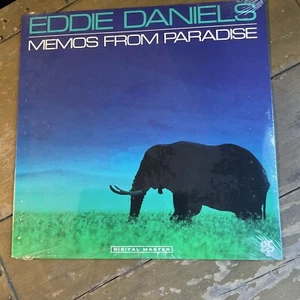 EDDIE DANIELS
MEMOS FROM PARADISE
DIGITAL MASTER